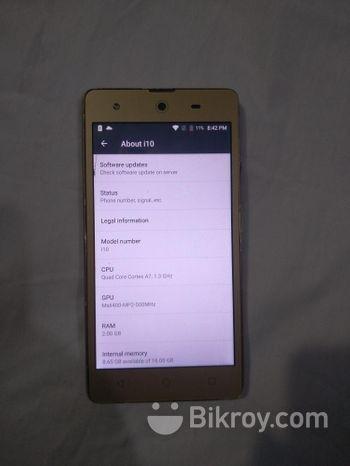 11% 8:42 PM
About i10
Software updates
Check software update on server
Status
Phone number, signal, etc.
Legal information
Model number
i10
CPU
Quad Core Cortex A7, 1.3 GHz
GPU
Mali400-MP2-500MHz
RAM
2.00 GB
Internal memory
8.65 GB available of 16.00 GB
Bikroy.com